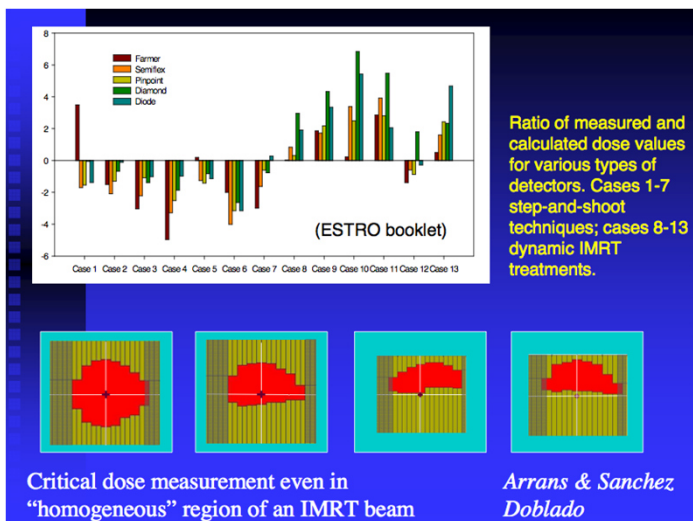 8
6
4
2
0
-2
-4
-6
Farmer
Semiflex
Pinpoint
Diamond
Diode
(ESTRO booklet)
Case 1 Case 2 Case 3 Case 4 Case 5 Case 6 Case 7 Case 8 Case 9 Case 10 Case 11 Case 12 Case 13
Ratio of measured and
calculated dose values
for various types of
detectors. Cases 1-7
step-and-shoot
techniques; cases 8-13
dynamic IMRT
treatments.
Critical dose measurement even in
“homogeneous” region of an IMRT beam
Arrans & Sanchez
Doblado